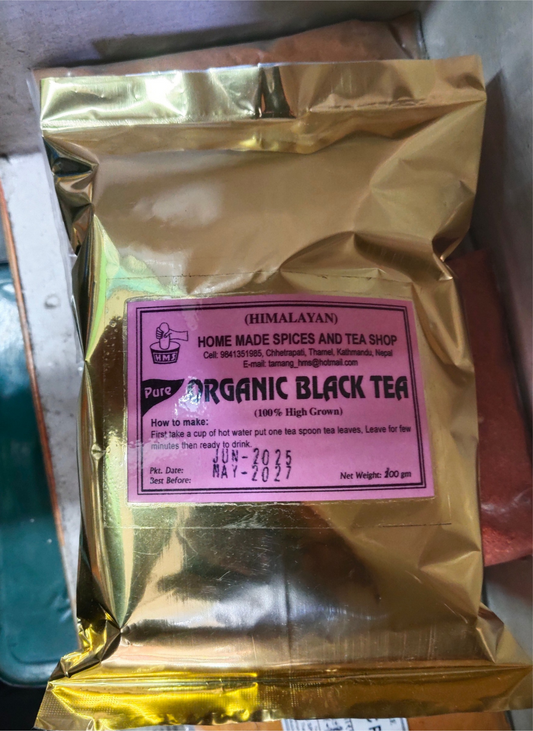 (HIMALAYAN)
HOME MADE SPICES AND TEA SHOP
Cell: 9841351985, Chhetrapati, Thamel, Kathmandu, Nepal
E-mail: tamang_hms@hotmail.com
HMS
Pure ORGANIC BLACK TEA
(100% High Grown)
How to make:
First take a cup of hot water put one tea spoon tea leaves, Leave for few
minutes then ready to drink.
Pkt. Date: JUN-2025
Best Before: MAY-2027
Net Weight: 200 gm